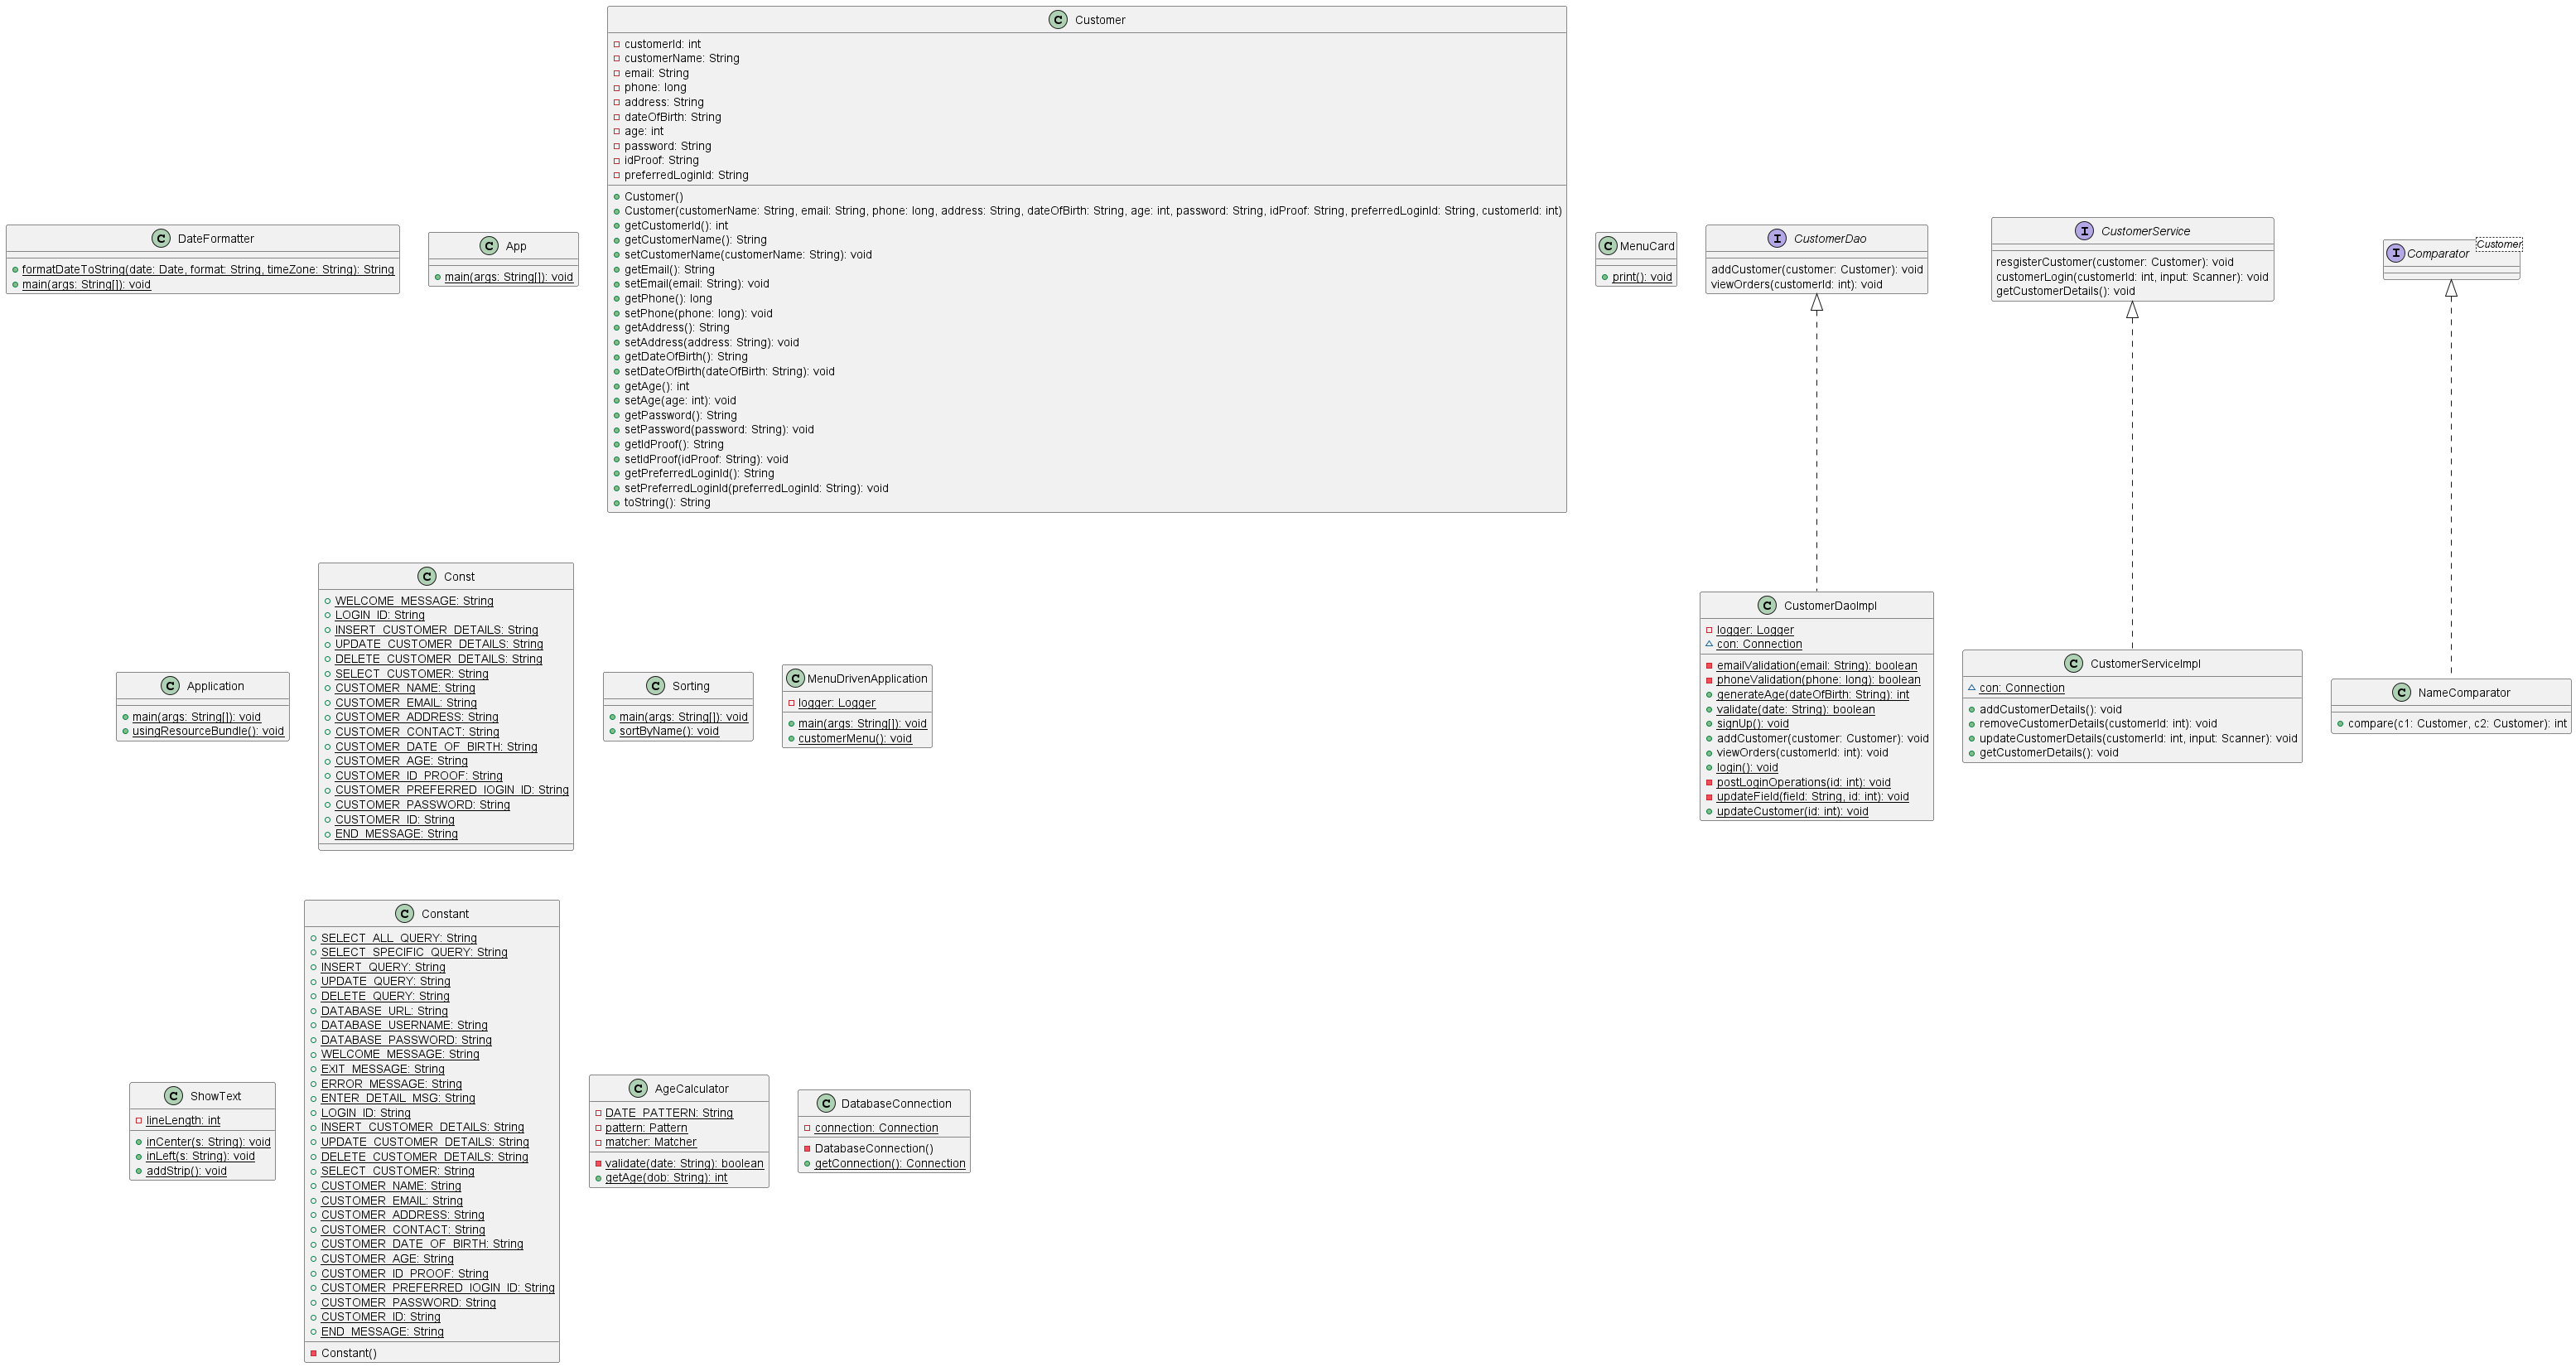 DateFormatter
formatDateToString(date: Date, format: String, timeZone: String): String
main(args: String[]): void
App
main(args: String[]): void
Customer
customerId: int
customerName: String
email: String
phone: long
address: String
dateOfBirth: String
age: int
password: String
idProof: String
preferredLoginId: String
Customer()
Customer(customerName: String, email: String, phone: long, address: String, dateOfBirth: String, age: int, password: String, idProof: String, preferredLoginId: String, customerId: int)
getCustomerId(): int
getCustomerName(): String
setCustomerName(customerName: String): void
getEmail(): String
setEmail(email: String): void
getPhone(): long
setPhone(phone: long): void
getAddress(): String
setAddress(address: String): void
getDateOfBirth(): String
setDateOfBirth(dateOfBirth: String): void
getAge(): int
setAge(age: int): void
getPassword(): String
setPassword(password: String): void
getIdProof(): String
setIdProof(idProof: String): void
getPreferredLoginId(): String
setPreferredLoginId(preferredLoginId: String): void
toString(): String
MenuCard
print(): void
CustomerDao
addCustomer(customer: Customer): void
viewOrders(customerId: int): void
CustomerService
resgisterCustomer(customer: Customer): void
customerLogin(customerId: int, input: Scanner): void
getCustomerDetails(): void
Comparator
Customer
Application
main(args: String[]): void
usingResourceBundle(): void
Const
WELCOME_MESSAGE: String
LOGIN_ID: String
INSERT_CUSTOMER_DETAILS: String
UPDATE_CUSTOMER_DETAILS: String
DELETE_CUSTOMER_DETAILS: String
SELECT_CUSTOMER: String
CUSTOMER_NAME: String
CUSTOMER_EMAIL: String
CUSTOMER_ADDRESS: String
CUSTOMER_CONTACT: String
CUSTOMER_DATE_OF_BIRTH: String
CUSTOMER_AGE: String
CUSTOMER_ID_PROOF: String
CUSTOMER_PREFERRED_lOGIN_ID: String
CUSTOMER_PASSWORD: String
CUSTOMER_ID: String
END_MESSAGE: String
Sorting
main(args: String[]): void
sortByName(): void
MenuDrivenApplication
logger: Logger
main(args: String[]): void
customerMenu(): void
CustomerDaoImpl
logger: Logger
con: Connection
emailValidation(email: String): boolean
phoneValidation(phone: long): boolean
generateAge(dateOfBirth: String): int
validate(date: String): boolean
signUp(): void
addCustomer(customer: Customer): void
viewOrders(customerId: int): void
login(): void
postLoginOperations(id: int): void
updateField(field: String, id: int): void
updateCustomer(id: int): void
CustomerServiceImpl
con: Connection
addCustomerDetails(): void
removeCustomerDetails(customerId: int): void
updateCustomerDetails(customerId: int, input: Scanner): void
getCustomerDetails(): void
NameComparator
compare(c1: Customer, c2: Customer): int
ShowText
lineLength: int
inCenter(s: String): void
inLeft(s: String): void
addStrip(): void
Constant
SELECT_ALL_QUERY: String
SELECT_SPECIFIC_QUERY: String
INSERT_QUERY: String
UPDATE_QUERY: String
DELETE_QUERY: String
DATABASE_URL: String
DATABASE_USERNAME: String
DATABASE_PASSWORD: String
WELCOME_MESSAGE: String
EXIT_MESSAGE: String
ERROR_MESSAGE: String
ENTER_DETAIL_MSG: String
LOGIN_ID: String
INSERT_CUSTOMER_DETAILS: String
UPDATE_CUSTOMER_DETAILS: String
DELETE_CUSTOMER_DETAILS: String
SELECT_CUSTOMER: String
CUSTOMER_NAME: String
CUSTOMER_EMAIL: String
CUSTOMER_ADDRESS: String
CUSTOMER_CONTACT: String
CUSTOMER_DATE_OF_BIRTH: String
CUSTOMER_AGE: String
CUSTOMER_ID_PROOF: String
CUSTOMER_PREFERRED_lOGIN_ID: String
CUSTOMER_PASSWORD: String
CUSTOMER_ID: String
END_MESSAGE: String
Constant()
AgeCalculator
DATE_PATTERN: String
pattern: Pattern
matcher: Matcher
validate(date: String): boolean
getAge(dob: String): int
DatabaseConnection
connection: Connection
DatabaseConnection()
getConnection(): Connection